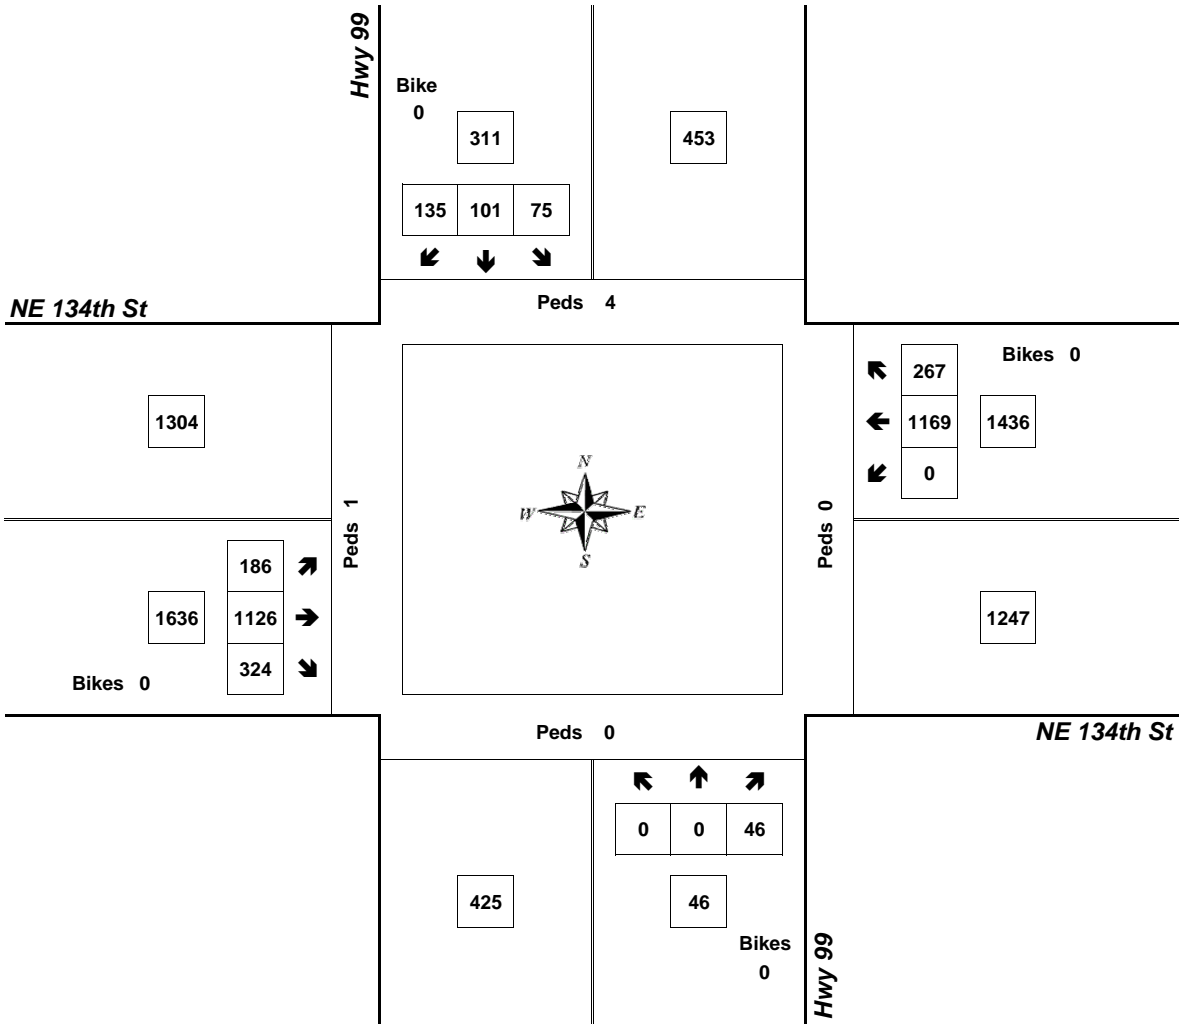 Hwy 99
Bike
0
311
453
135 101 75
NE 134th St
Peds 4
267
Bikes 0
1304
1169
1436
0
N
W E
S
Peds 1
Peds 0
186
1636
1126
1247
324
Bikes 0
Peds 0
NE 134th St
0 0 46
425
46
Bikes
0
Hwy 99